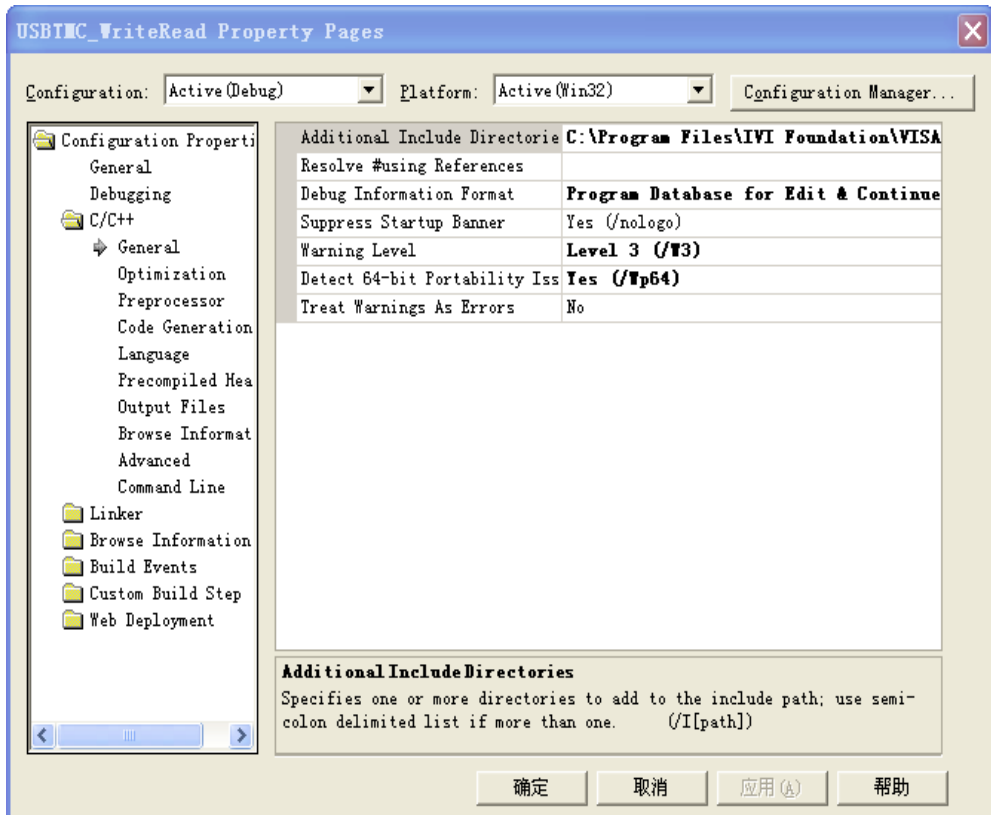 USBTMC_WriteRead Property Pages
Configuration: Active(Debug) Platform: Active(Win32) Configuration Manager...
Configuration Properti
General
Debugging
C/C++
General
Optimization
Preprocessor
Code Generation
Language
Precompiled Hea
Output Files
Browse Informat
Advanced
Command Line
Linker
Browse Information
Build Events
Custom Build Step
Web Deployment
Additional Include Directorie C:\Program Files\IVI Foundation\VISA
Resolve #using References
Debug Information Format Program Database for Edit & Continue
Suppress Startup Banner Yes (/nologo)
Warning Level Level 3 (/W3)
Detect 64-bit Portability Iss Yes (/Wp64)
Treat Warnings As Errors No
Additional Include Directories
Specifies one or more directories to add to the include path; use semi-
colon delimited list if more than one. (/I[path])
确定 取消 应用(A) 帮助